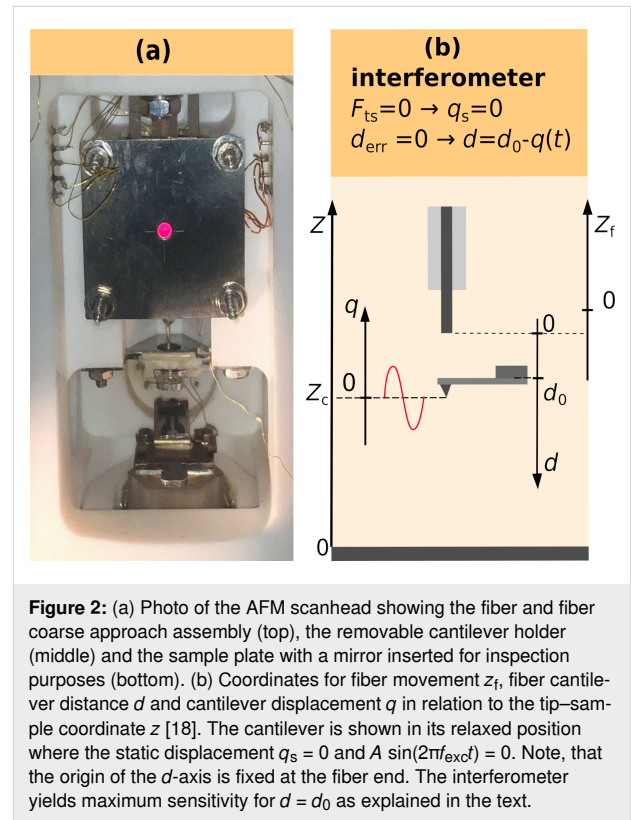 (a)
(b)
interferometer
F_ts=0 → q_s=0
d_err =0 → d=d_0-q(t)
z
z_f
0
q
0
z_c
0
d_0
d
0
Figure 2: (a) Photo of the AFM scanhead showing the fiber and fiber
coarse approach assembly (top), the removable cantilever holder
(middle) and the sample plate with a mirror inserted for inspection
purposes (bottom). (b) Coordinates for fiber movement z_f, fiber cantile-
ver distance d and cantilever displacement q in relation to the tip–sam-
ple coordinate z [18]. The cantilever is shown in its relaxed position
where the static displacement q_s = 0 and A sin(2πf_exc t) = 0. Note, that
the origin of the d-axis is fixed at the fiber end. The interferometer
yields maximum sensitivity for d = d_0 as explained in the text.